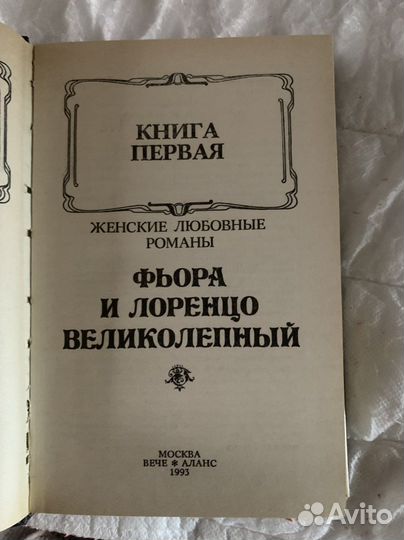 КНИГА
ПЕРВАЯ
ЖЕНСКИЕ ЛЮБОВНЫЕ
РОМАНЫ
ФЬОРА
И ЛОРЕНЦО
ВЕЛИКОЛЕПНЫЙ
МОСКВА
ВЕЧЕ ✻ АЛАНС
1993
Avito